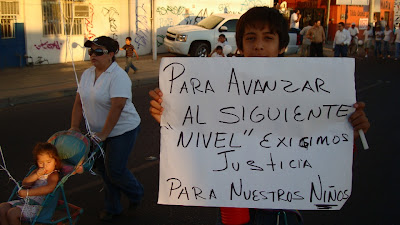 PARA AVANZAR
AL SIGUIENTE
"NIVEL" EXIGIMOS
JUSTICIA
PARA NUESTROS NIÑOS